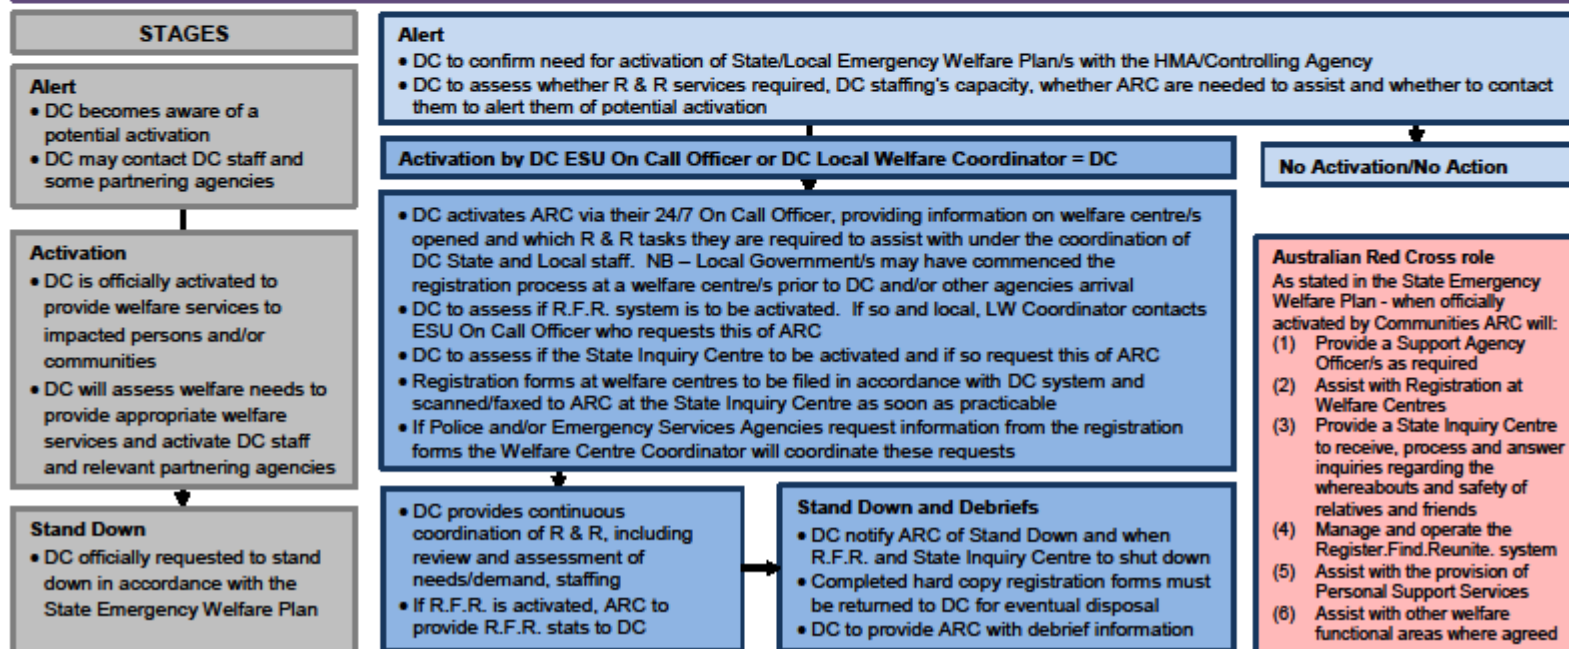 STAGES
Alert
• DC becomes aware of a
potential activation
• DC may contact DC staff and
some partnering agencies
Activation
• DC is officially activated to
provide welfare services to
impacted persons and/or
communities
• DC will assess welfare needs to
provide appropriate welfare
services and activate DC staff
and relevant partnering agencies
Stand Down
• DC officially requested to stand
down in accordance with the
State Emergency Welfare Plan
Alert
• DC to confirm need for activation of State/Local Emergency Welfare Plan/s with the HMA/Controlling Agency
• DC to assess whether R & R services required, DC staffing's capacity, whether ARC are needed to assist and whether to contact
them to alert them of potential activation
Activation by DC ESU On Call Officer or DC Local Welfare Coordinator = DC
No Activation/No Action
• DC activates ARC via their 24/7 On Call Officer, providing information on welfare centre/s
opened and which R & R tasks they are required to assist with under the coordination of
DC State and Local staff. NB – Local Government/s may have commenced the
registration process at a welfare centre/s prior to DC and/or other agencies arrival
• DC to assess if R.F.R. system is to be activated. If so and local, LW Coordinator contacts
ESU On Call Officer who requests this of ARC
• DC to assess if the State Inquiry Centre to be activated and if so request this of ARC
• Registration forms at welfare centres to be filed in accordance with DC system and
scanned/faxed to ARC at the State Inquiry Centre as soon as practicable
• If Police and/or Emergency Services Agencies request information from the registration
forms the Welfare Centre Coordinator will coordinate these requests
• DC provides continuous
coordination of R & R, including
review and assessment of
needs/demand, staffing
• If R.F.R. is activated, ARC to
provide R.F.R. stats to DC
Stand Down and Debriefs
• DC notify ARC of Stand Down and when
R.F.R. and State Inquiry Centre to shut down
• Completed hard copy registration forms must
be returned to DC for eventual disposal
• DC to provide ARC with debrief information
Australian Red Cross role
As stated in the State Emergency
Welfare Plan - when officially
activated by Communities ARC will:
(1) Provide a Support Agency
Officer/s as required
(2) Assist with Registration at
Welfare Centres
(3) Provide a State Inquiry Centre
to receive, process and answer
inquiries regarding the
whereabouts and safety of
relatives and friends
(4) Manage and operate the
Register.Find.Reunite. system
(5) Assist with the provision of
Personal Support Services
(6) Assist with other welfare
functional areas where agreed